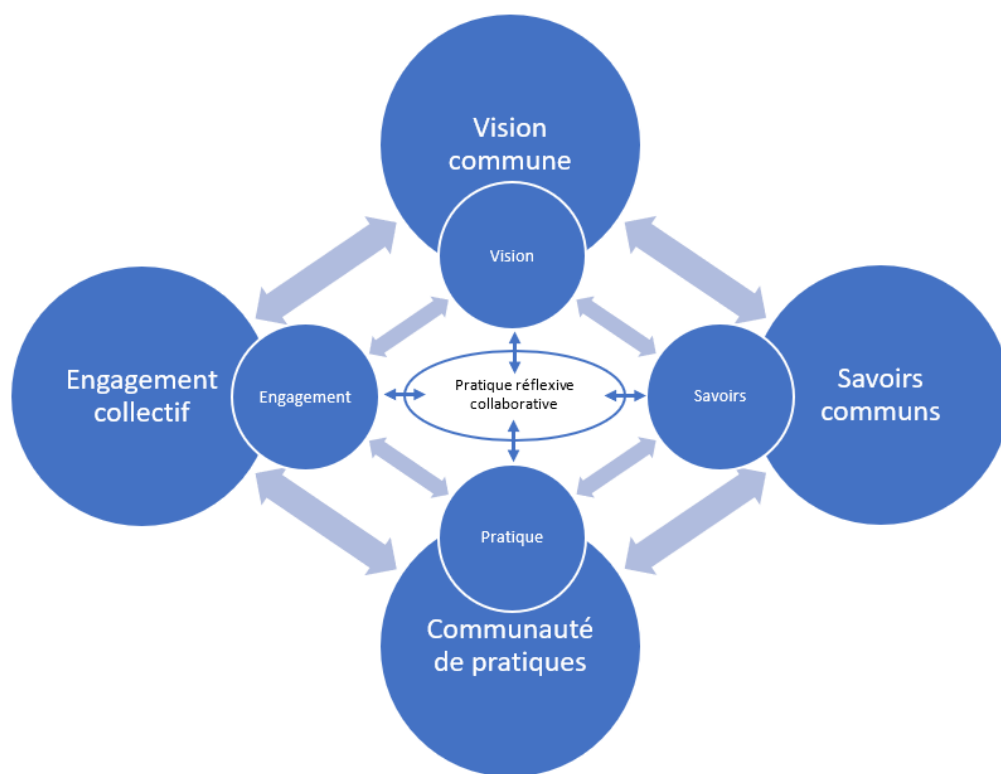 Vision
commune
Vision
Engagement
collectif
Engagement
Pratique réflexive
collaborative
Savoirs
Savoirs
communs
Pratique
Communauté
de pratiques